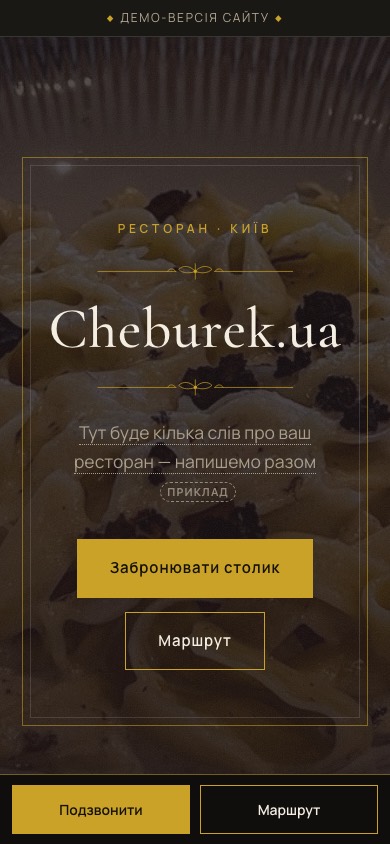 ДЕМО-ВЕРСІЯ САЙТУ
РЕСТОРАН · КИЇВ
Cheburek.ua
Тут буде кілька слів про ваш
ресторан — напишемо разом
ПРИКЛАД
Забронювати столик
Маршрут
Подзвонити
Маршрут